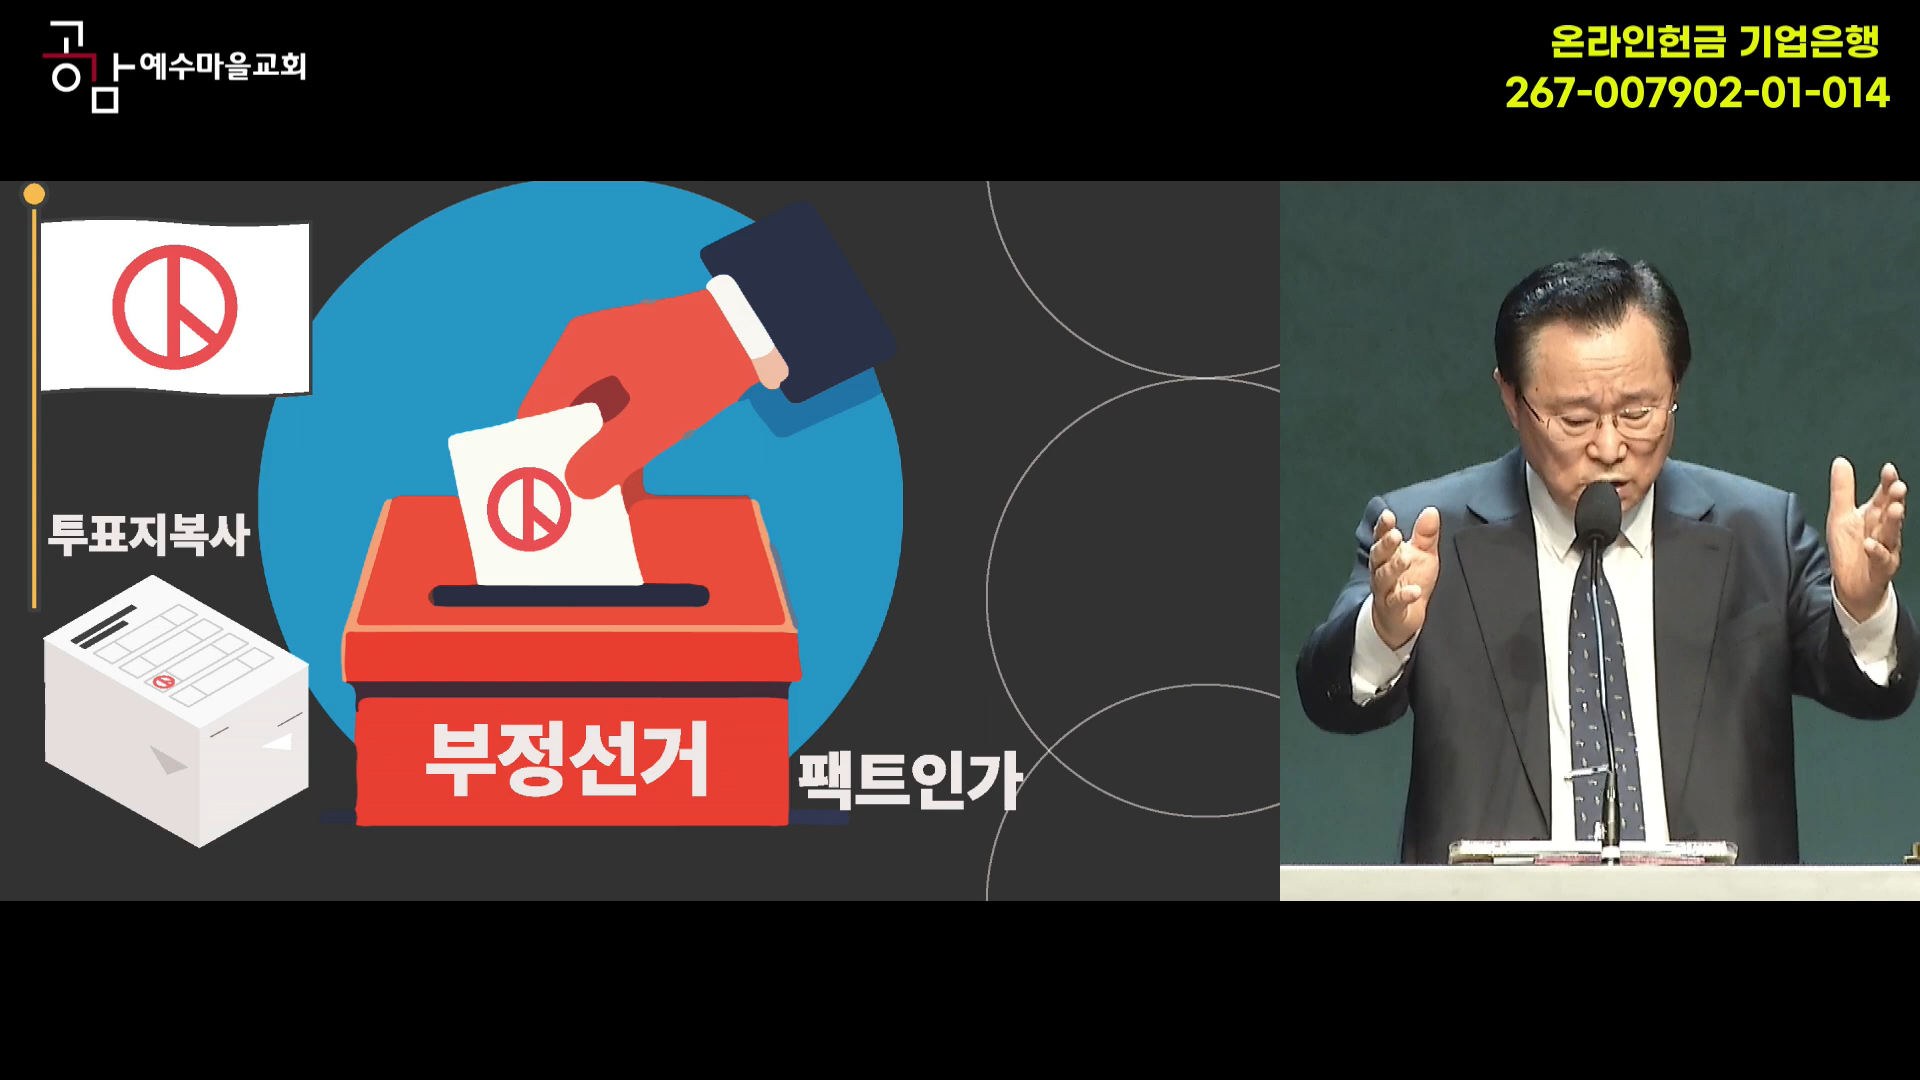 공감
예수마을교회
온라인헌금 기업은행
267-007902-01-014
투표지복사
부정선거
팩트인가